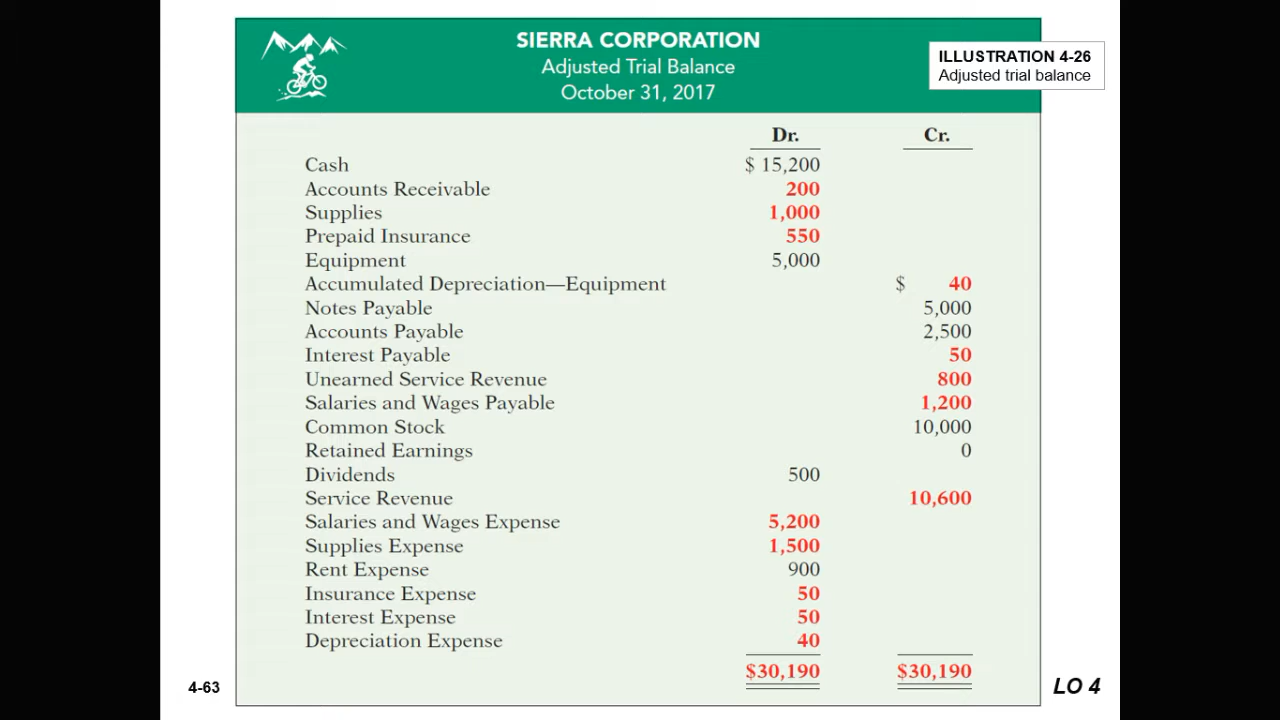 SIERRA CORPORATION
Adjusted Trial Balance
October 31, 2017
ILLUSTRATION 4-26
Adjusted trial balance
Dr. Cr.
Cash $ 15,200
Accounts Receivable 200
Supplies 1,000
Prepaid Insurance 550
Equipment 5,000
Accumulated Depreciation—Equipment $ 40
Notes Payable 5,000
Accounts Payable 2,500
Interest Payable 50
Unearned Service Revenue 800
Salaries and Wages Payable 1,200
Common Stock 10,000
Retained Earnings 0
Dividends 500
Service Revenue 10,600
Salaries and Wages Expense 5,200
Supplies Expense 1,500
Rent Expense 900
Insurance Expense 50
Interest Expense 50
Depreciation Expense 40
$30,190 $30,190
4-63 LO 4